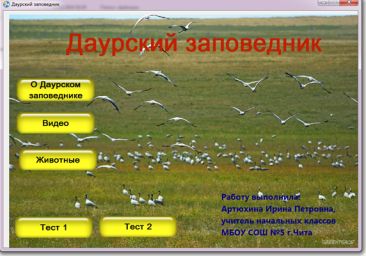 Даурский заповедник
Даурский заповедник
О Даурском
заповеднике
Видео
Животные
Тест 1
Тест 2
Работу выполнила:
Артюхина Ирина Петровна,
учитель начальных классов
МБОУ СОШ №5 г.Чита
GREENPEACE